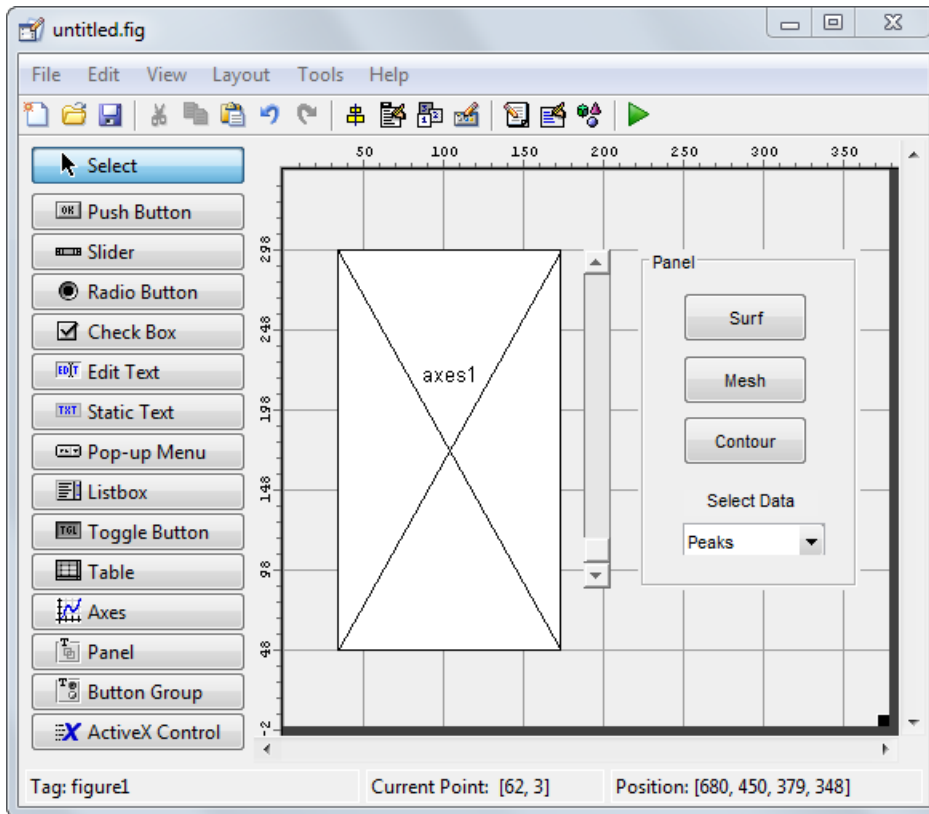 untitled.fig
File Edit View Layout Tools Help
Select
Push Button
Slider
Radio Button
Check Box
Edit Text
Static Text
Pop-up Menu
Listbox
Toggle Button
Table
Axes
Panel
Button Group
ActiveX Control
50 100 150 200 250 300 350
298
248
198
148
98
48
-2
axes1
Panel
Surf
Mesh
Contour
Select Data
Peaks
Tag: figure1 Current Point: [62, 3] Position: [680, 450, 379, 348]